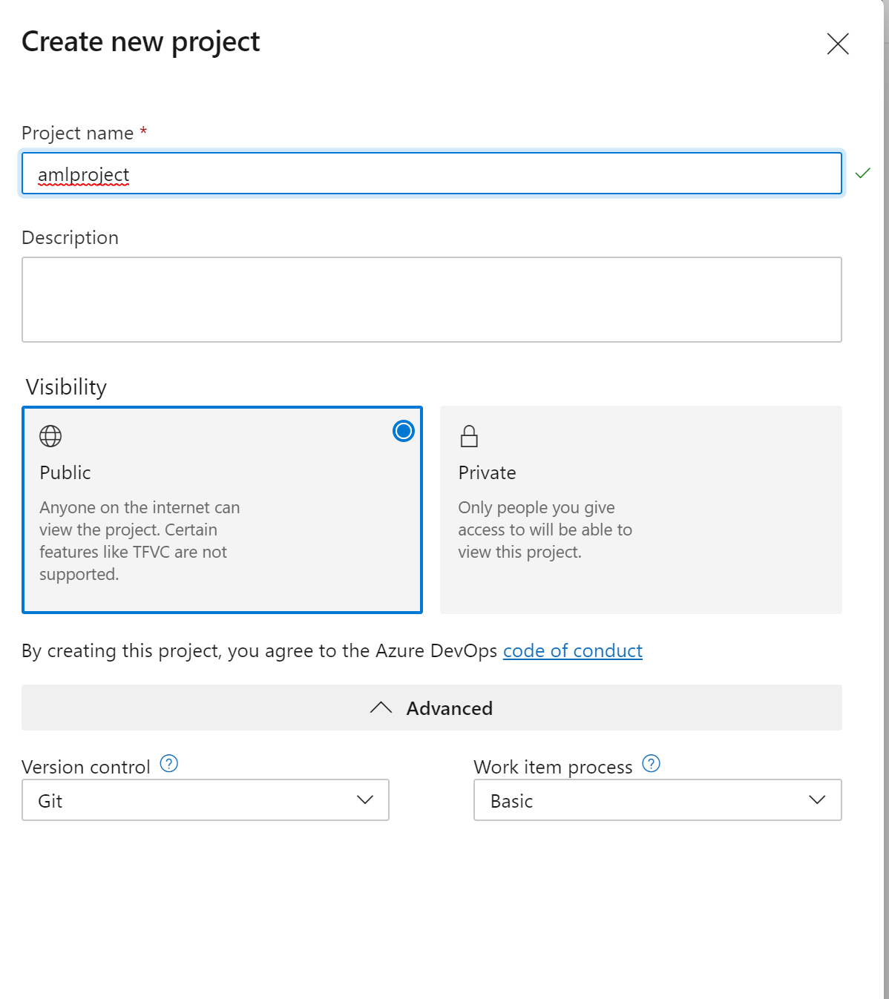 Create new project
Project name *
amlproject
Description
Visibility
Public
Anyone on the internet can
view the project. Certain
features like TFVC are not
supported.
Private
Only people you give
access to will be able to
view this project.
By creating this project, you agree to the Azure DevOps code of conduct
Advanced
Version control ?
Git
Work item process ?
Basic